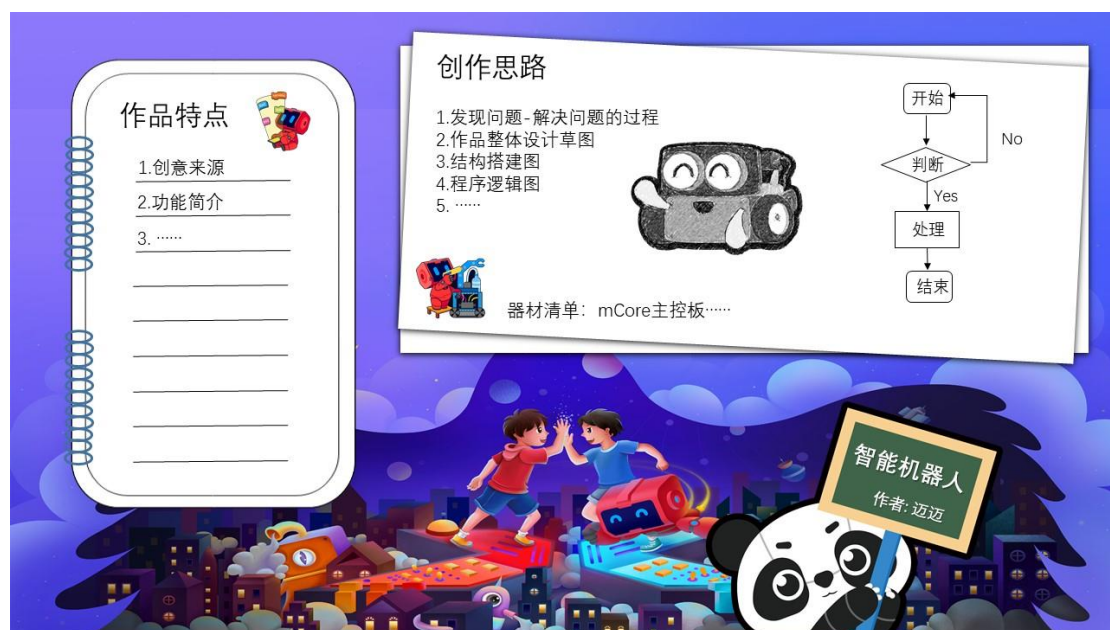 作品特点
1.创意来源
2.功能简介
3. ......
创作思路
1.发现问题-解决问题的过程
2.作品整体设计草图
3.结构搭建图
4.程序逻辑图
5. ......
器材清单：mCore主控板......
开始
No
判断
Yes
处理
结束
智能机器人
作者: 迈迈